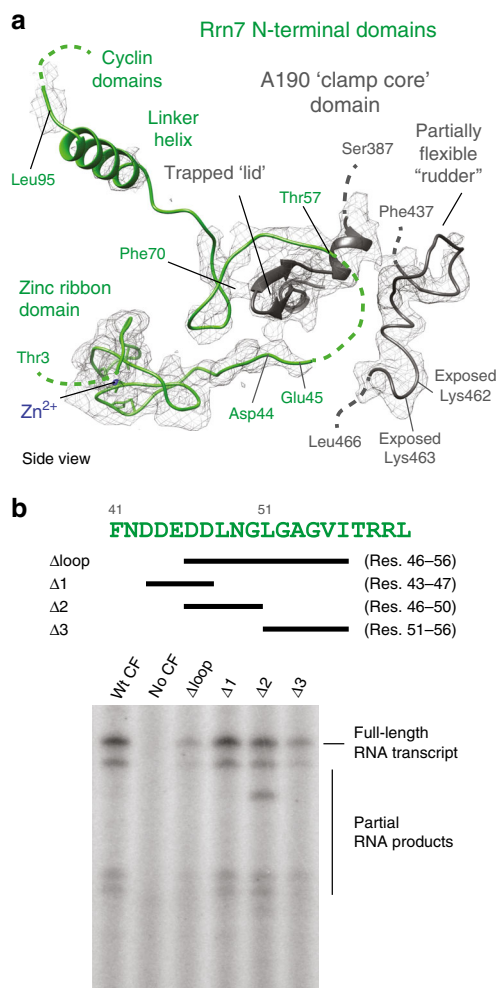 a
Rrn7 N-terminal domains
Cyclin
domains
A190 ‘clamp core’
domain
Linker
helix
Partially
flexible
“rudder”
Ser387
Leu95
Trapped ‘lid’
Thr57
Phe437
Phe70
Zinc ribbon
domain
Thr3
Zn2+
Glu45
Asp44
Exposed
Lys462
Leu466
Exposed
Lys463
Side view
b
41 51
FNDDEDDLNGLGAGVITRRL
Δloop (Res. 46–56)
Δ1 (Res. 43–47)
Δ2 (Res. 46–50)
Δ3 (Res. 51–56)
Wt CF No CF Δloop Δ1 Δ2 Δ3
Full-length
RNA transcript
Partial
RNA products